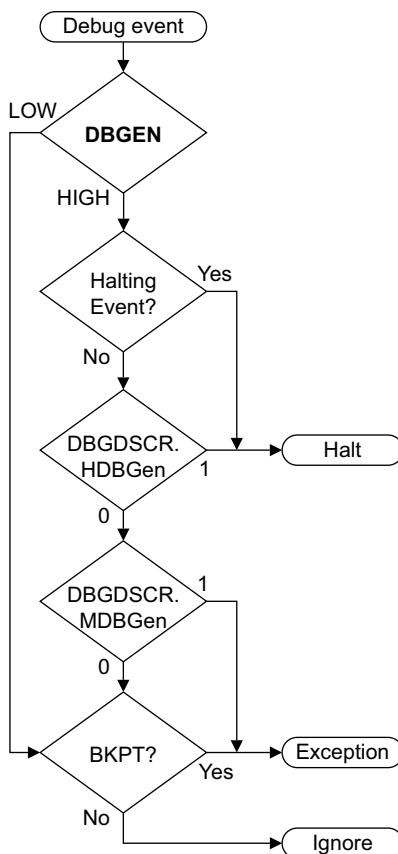 Debug event
LOW
DBGEN
HIGH
Halting
Event?
Yes
No
DBGDSCR.
HDBGen
1
Halt
0
DBGDSCR.
MDBGen
1
0
BKPT?
Yes
Exception
No
Ignore